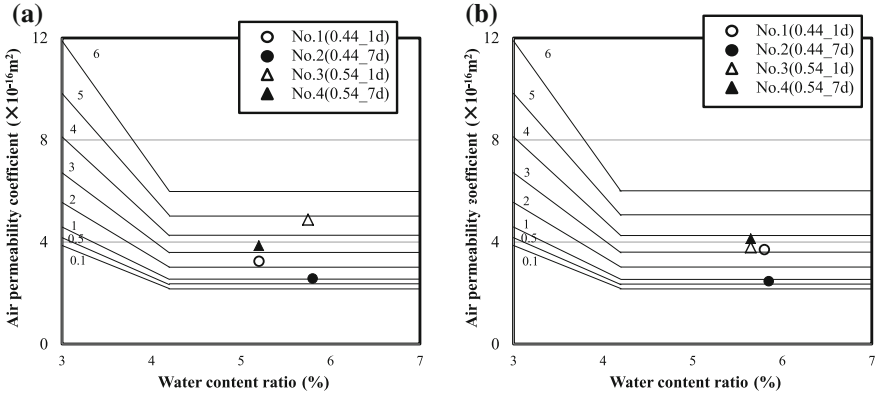 (a)
No.1(0.44_1d)
No.2(0.44_7d)
No.3(0.54_1d)
No.4(0.54_7d)
Air permeability coefficient (×10-16m2)
12
8
4
0
6
5
4
3
2
1
0.5
0.1
3 4 5 6 7
Water content ratio (%)
(b)
No.1(0.44_1d)
No.2(0.44_7d)
No.3(0.54_1d)
No.4(0.54_7d)
Air permeability coefficient (×10-16m2)
12
8
4
0
6
5
4
3
2
1
0.5
0.1
3 4 5 6 7
Water content ratio (%)